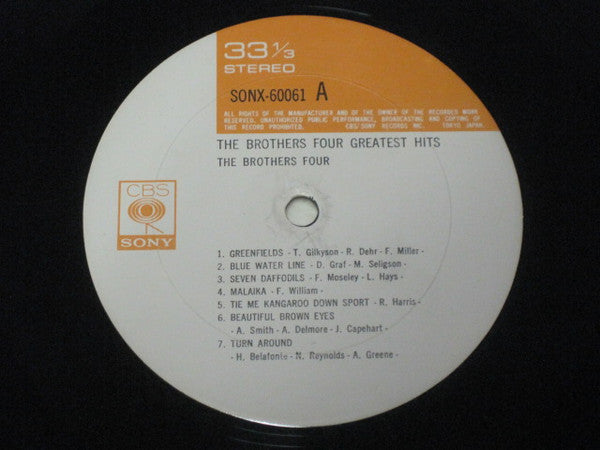 33 1/3
STEREO
SONX-60061 A
ALL RIGHTS OF THE MANUFACTURER AND OF THE OWNER OF THE RECORDED WORK
RESERVED. UNAUTHORIZED PUBLIC PERFORMANCE, BROADCASTING AND COPYING OF
THIS RECORD PROHIBITED. CBS/SONY RECORDS INC. TOKYO JAPAN.
THE BROTHERS FOUR GREATEST HITS
THE BROTHERS FOUR
CBS
SONY
1. GREENFIELDS - T. Gilkyson - R. Dehr - F. Miller -
2. BLUE WATER LINE - D. Graf - M. Seligson -
3. SEVEN DAFFODILS - F. Moseley - L. Hays -
4. MALAIKA - F. William -
5. TIE ME KANGAROO DOWN SPORT - R. Harris -
6. BEAUTIFUL BROWN EYES
- A. Smith - A. Delmore - J. Capehart -
7. TURN AROUND
- H. Belafonte - N. Reynolds - A. Greene -